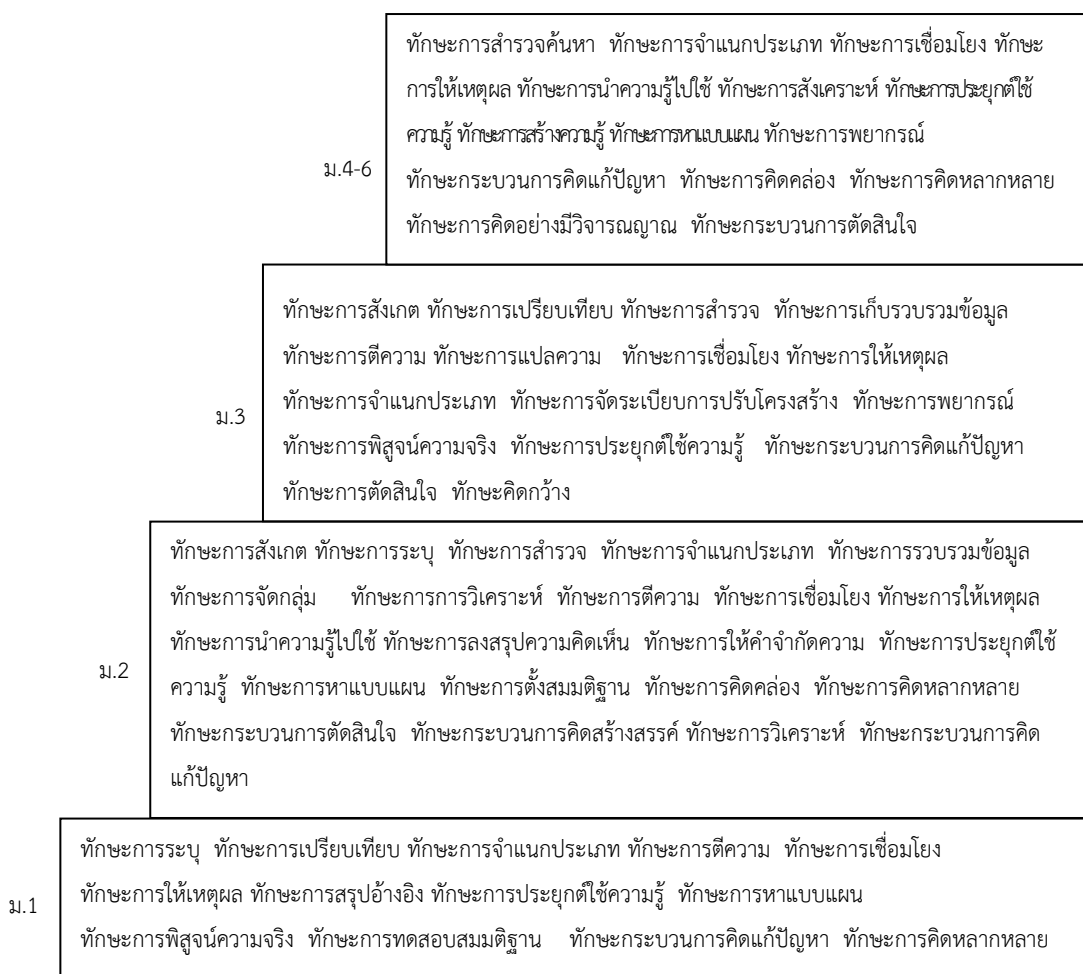 ทักษะการสำรวจค้นหา ทักษะการจำแนกประเภท ทักษะการเชื่อมโยง ทักษะ
การให้เหตุผล ทักษะการนำความรู้ไปใช้ ทักษะการสังเคราะห์ ทักษะการประยุกต์ใช้
ความรู้ ทักษะการสร้างความรู้ ทักษะการหาแบบแผน ทักษะการพยากรณ์
ม.4-6
ทักษะกระบวนการคิดแก้ปัญหา ทักษะการคิดคล่อง ทักษะการคิดหลากหลาย
ทักษะการคิดอย่างมีวิจารณญาณ ทักษะกระบวนการตัดสินใจ
ทักษะการสังเกต ทักษะการเปรียบเทียบ ทักษะการสำรวจ ทักษะการเก็บรวบรวมข้อมูล
ทักษะการตีความ ทักษะการแปลความ ทักษะการเชื่อมโยง ทักษะการให้เหตุผล
ทักษะการจำแนกประเภท ทักษะการจัดระเบียบการปรับโครงสร้าง ทักษะการพยากรณ์
ม.3
ทักษะการพิสูจน์ความจริง ทักษะการประยุกต์ใช้ความรู้ ทักษะกระบวนการคิดแก้ปัญหา
ทักษะการตัดสินใจ ทักษะคิดกว้าง
ทักษะการสังเกต ทักษะการระบุ ทักษะการสำรวจ ทักษะการจำแนกประเภท ทักษะการรวบรวมข้อมูล
ทักษะการจัดกลุ่ม ทักษะการการวิเคราะห์ ทักษะการตีความ ทักษะการเชื่อมโยง ทักษะการให้เหตุผล
ทักษะการนำความรู้ไปใช้ ทักษะการลงสรุปความคิดเห็น ทักษะการให้คำจำกัดความ ทักษะการประยุกต์ใช้
ม.2
ความรู้ ทักษะการหาแบบแผน ทักษะการตั้งสมมติฐาน ทักษะการคิดคล่อง ทักษะการคิดหลากหลาย
ทักษะกระบวนการตัดสินใจ ทักษะกระบวนการคิดสร้างสรรค์ ทักษะการวิเคราะห์ ทักษะกระบวนการคิด
แก้ปัญหา
ทักษะการระบุ ทักษะการเปรียบเทียบ ทักษะการจำแนกประเภท ทักษะการตีความ ทักษะการเชื่อมโยง
ทักษะการให้เหตุผล ทักษะการสรุปอ้างอิง ทักษะการประยุกต์ใช้ความรู้ ทักษะการหาแบบแผน
ม.1
ทักษะการพิสูจน์ความจริง ทักษะการทดสอบสมมติฐาน ทักษะกระบวนการคิดแก้ปัญหา ทักษะการคิดหลากหลาย